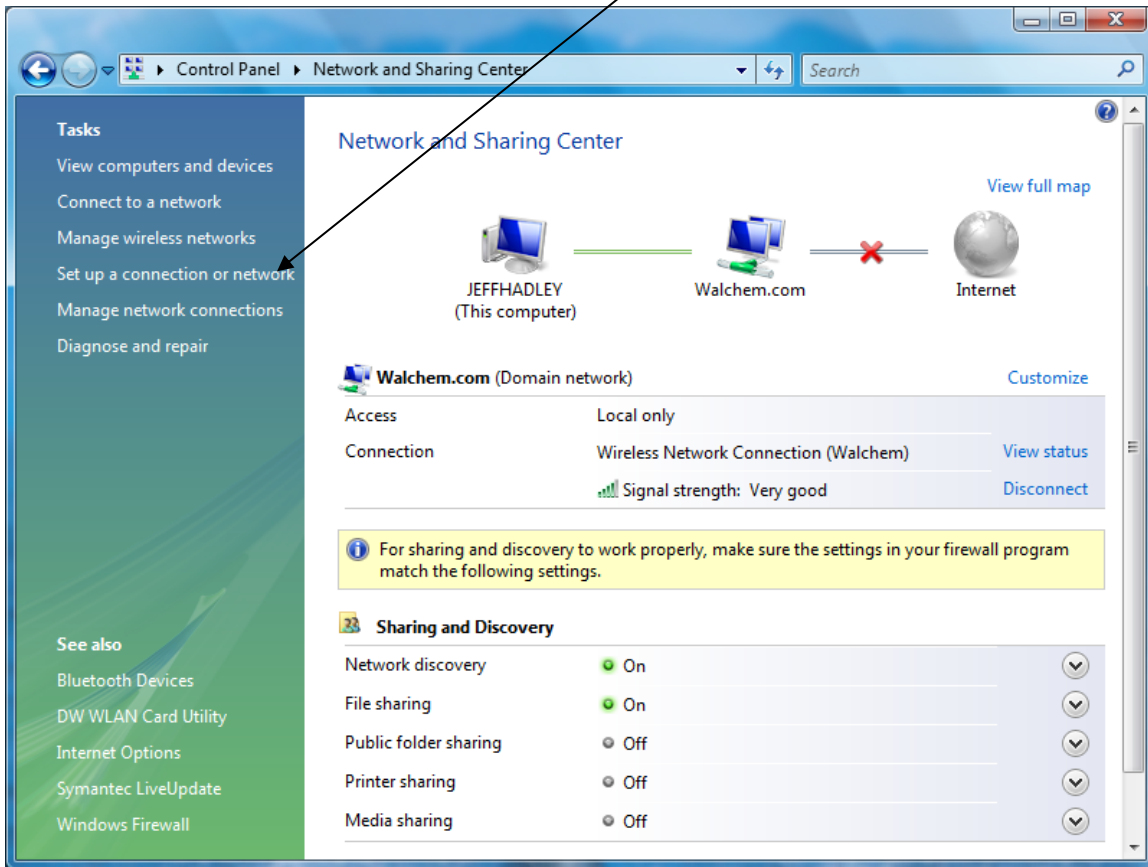 Control Panel Network and Sharing Center
Search
Tasks
View computers and devices
Connect to a network
Manage wireless networks
Set up a connection or network
Manage network connections
Diagnose and repair
See also
Bluetooth Devices
DW WLAN Card Utility
Internet Options
Symantec LiveUpdate
Windows Firewall
Network and Sharing Center
View full map
JEFFHADLEY
(This computer)
Walchem.com
Internet
Walchem.com (Domain network) Customize
Access Local only
Connection Wireless Network Connection (Walchem) View status
Signal strength: Very good Disconnect
For sharing and discovery to work properly, make sure the settings in your firewall program
match the following settings.
Sharing and Discovery
Network discovery On
File sharing On
Public folder sharing Off
Printer sharing Off
Media sharing Off